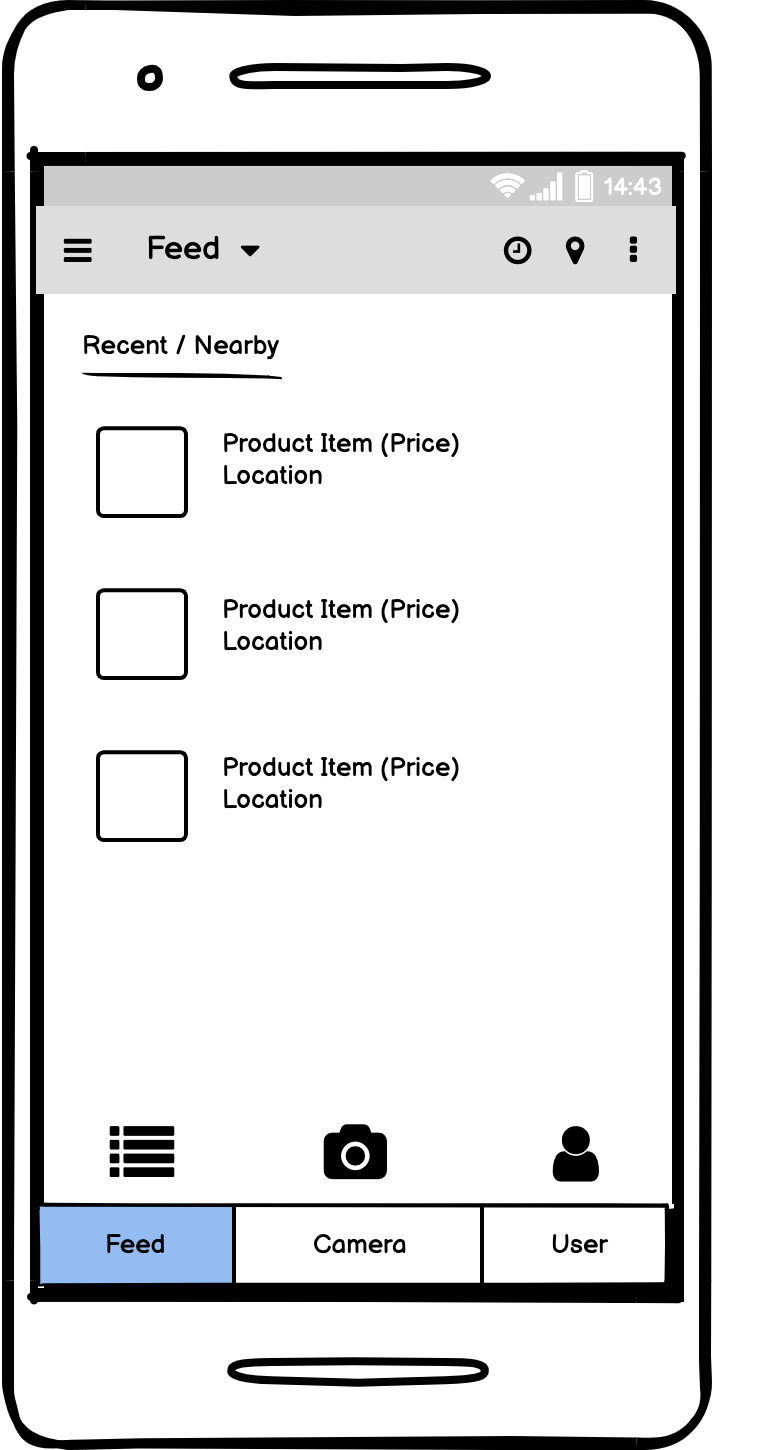 14:43
Feed
Recent / Nearby
Product Item (Price)
Location
Product Item (Price)
Location
Product Item (Price)
Location
Feed
Camera
User